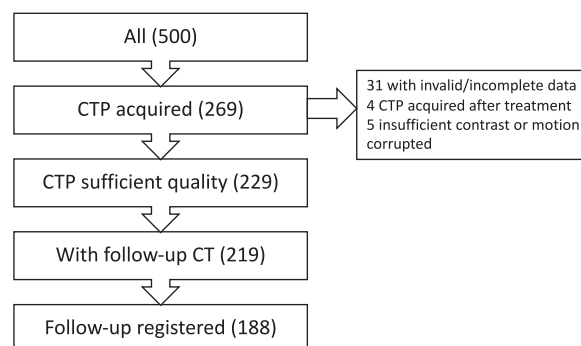 All (500)
CTP acquired (269)
31 with invalid/incomplete data
4 CTP acquired after treatment
5 insufficient contrast or motion
corrupted
CTP sufficient quality (229)
With follow-up CT (219)
Follow-up registered (188)